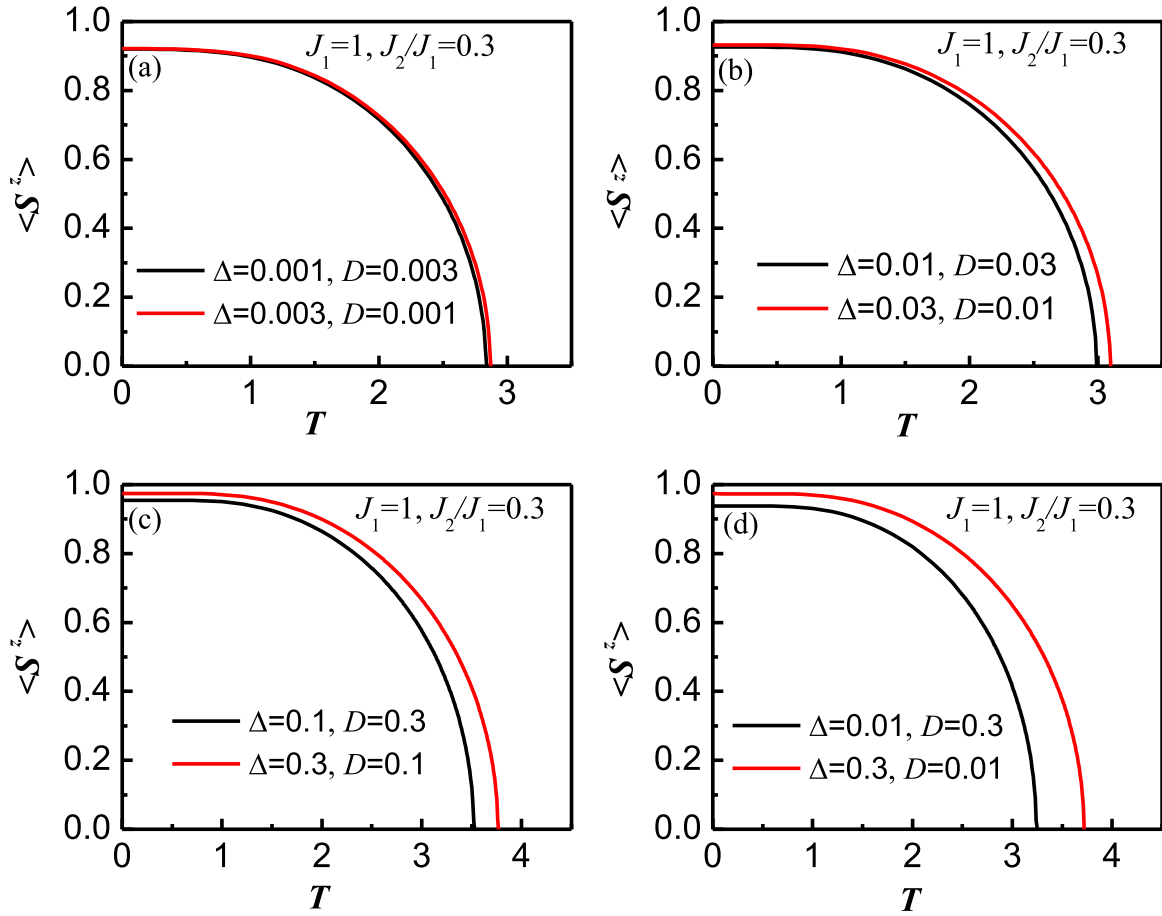 J1=1, J2/J1=0.3
(a)
1.0
0.8
0.6
0.4
0.2
0.0
<S^z>
Δ=0.001, D=0.003
Δ=0.003, D=0.001
0 1 2 3
T
J1=1, J2/J1=0.3
(b)
1.0
0.8
0.6
0.4
0.2
0.0
<S^z>
Δ=0.01, D=0.03
Δ=0.03, D=0.01
0 1 2 3
T
J1=1, J2/J1=0.3
(c)
1.0
0.8
0.6
0.4
0.2
0.0
<S^z>
Δ=0.1, D=0.3
Δ=0.3, D=0.1
0 1 2 3 4
T
J1=1, J2/J1=0.3
(d)
1.0
0.8
0.6
0.4
0.2
0.0
<S^z>
Δ=0.01, D=0.3
Δ=0.3, D=0.01
0 1 2 3 4
T